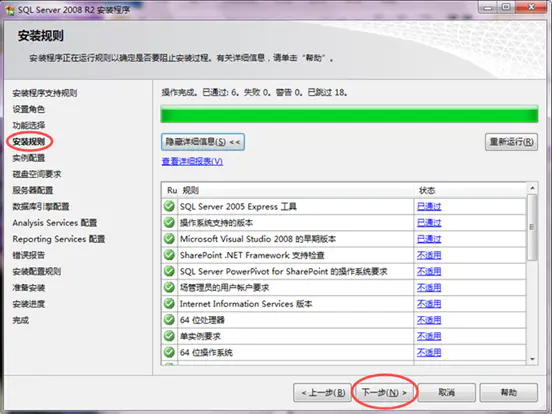 SQL Server 2008 R2 安装程序
安装规则
安装程序正在运行规则以确定是否要阻止安装过程。有关详细信息,请单击“帮助”。
安装程序支持规则
设置角色
功能选择
安装规则
实例配置
磁盘空间要求
服务器配置
数据库引擎配置
Analysis Services 配置
Reporting Services 配置
错误报告
安装配置规则
准备安装
安装进度
完成
操作完成。已通过: 6。失败 0。警告 0。已跳过 18。
隐藏详细信息(S) <<
重新运行(R)
查看详细报表(V)
Ru 规则 状态
SQL Server 2005 Express 工具 已通过
操作系统支持的版本 已通过
Microsoft Visual Studio 2008 的早期版本 已通过
SharePoint .NET Framework 支持检查 不适用
SQL Server PowerPivot for SharePoint 的操作系统要求 不适用
场管理员的用户帐户要求 不适用
Internet Information Services 版本 不适用
64 位处理器 不适用
单实例要求 不适用
64 位操作系统 不适用
< 上一步(B) 下一步(N) > 取消 帮助